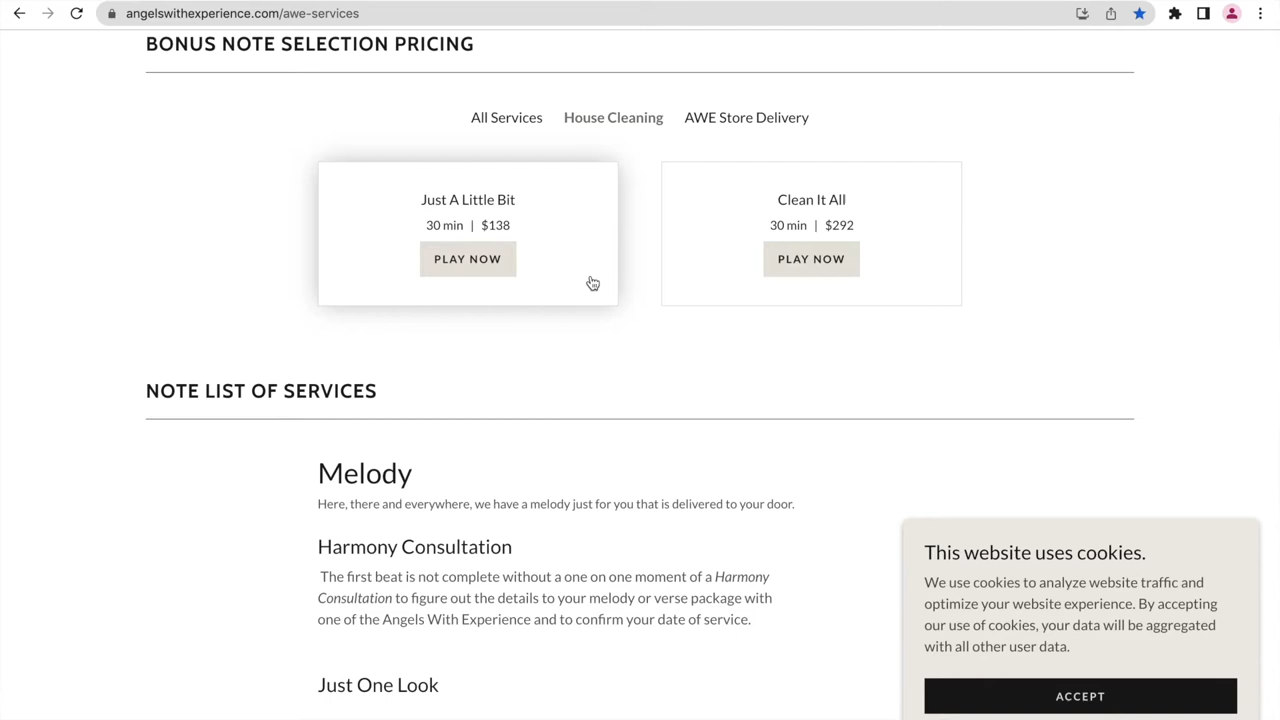 angelswithexperience.com/awe-services
BONUS NOTE SELECTION PRICING
All Services House Cleaning AWE Store Delivery
Just A Little Bit
30 min | $138
PLAY NOW
Clean It All
30 min | $292
PLAY NOW
NOTE LIST OF SERVICES
Melody
Here, there and everywhere, we have a melody just for you that is delivered to your door.
Harmony Consultation
The first beat is not complete without a one on one moment of a Harmony
Consultation to figure out the details to your melody or verse package with
one of the Angels With Experience and to confirm your date of service.
Just One Look
This website uses cookies.
We use cookies to analyze website traffic and
optimize your website experience. By accepting
our use of cookies, your data will be aggregated
with all other user data.
ACCEPT